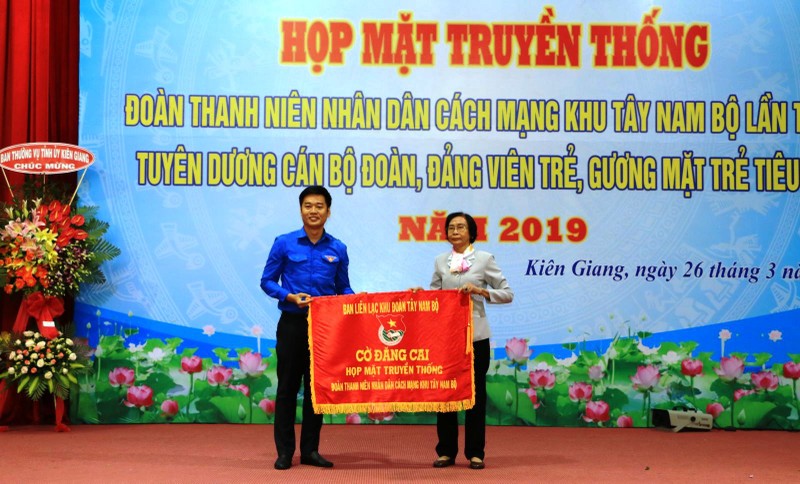 HỌP MẶT TRUYỀN THỐNG
ĐOÀN THANH NIÊN NHÂN DÂN CÁCH MẠNG KHU TÂY NAM BỘ LẦN
TUYÊN DƯƠNG CÁN BỘ ĐOÀN, ĐẢNG VIÊN TRẺ, GƯƠNG MẶT TRẺ TIÊU
NĂM 2019
Kiên Giang, ngày 26 tháng 3
BAN THƯỜNG VỤ TỈNH ỦY KIÊN GIANG
CHÚC MỪNG
BAN LIÊN LẠC KHU ĐOÀN TÂY NAM BỘ
CỜ ĐĂNG CAI
HỌP MẶT TRUYỀN THỐNG
ĐOÀN THANH NIÊN NHÂN DÂN CÁCH MẠNG KHU TÂY NAM BỘ